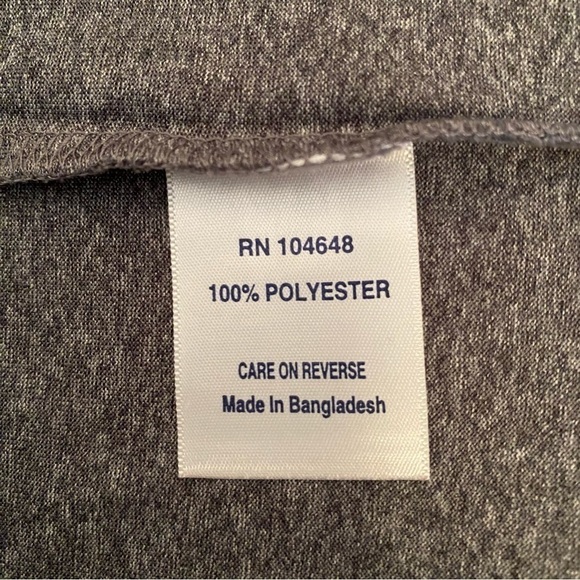 RN 104648
100% POLYESTER
CARE ON REVERSE
Made In Bangladesh